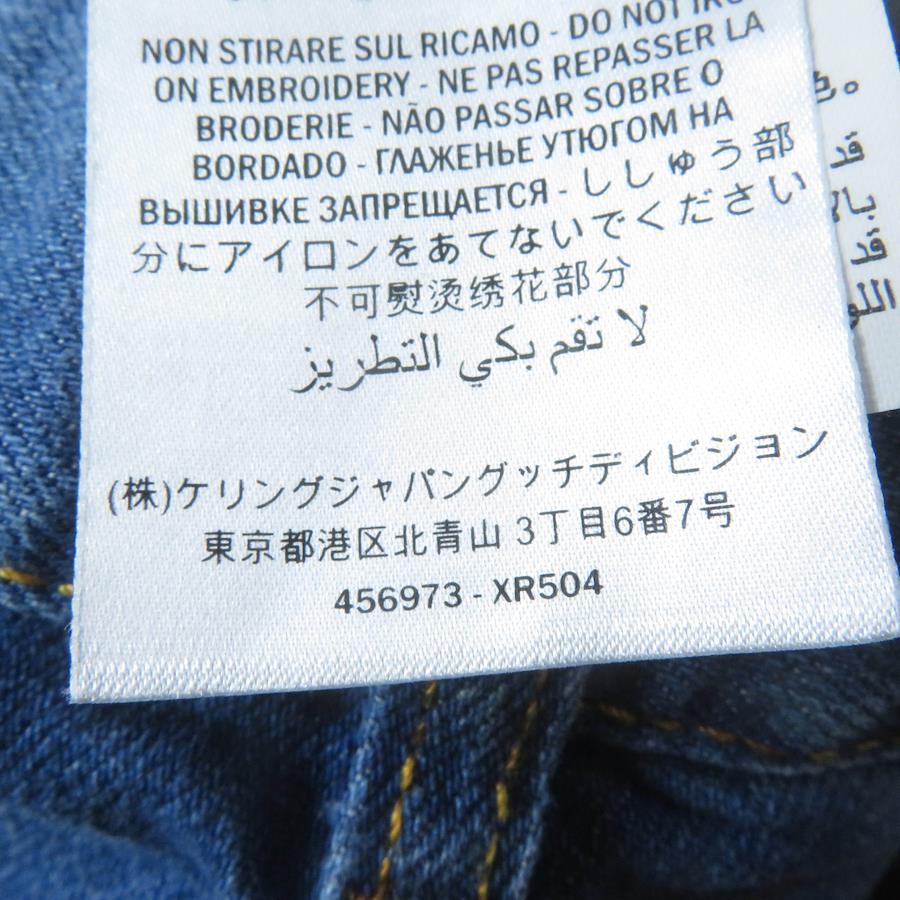 NON STIRARE SUL RICAMO - DO NOT IRO
ON EMBROIDERY - NE PAS REPASSER LA
BRODERIE - NÃO PASSAR SOBRE O
BORDADO - ГЛАЖЕНЬЕ УТЮГОМ НА
ВЫШИВКЕ ЗАПРЕЩАЕТСЯ - ししゅう部
分にアイロンをあてないでください
不可熨烫绣花部分
لا تقم بكي التطريز
(株)ケリングジャパングッチディビジョン
東京都港区北青山 3丁目6番7号
456973 - XR504
قد
قد